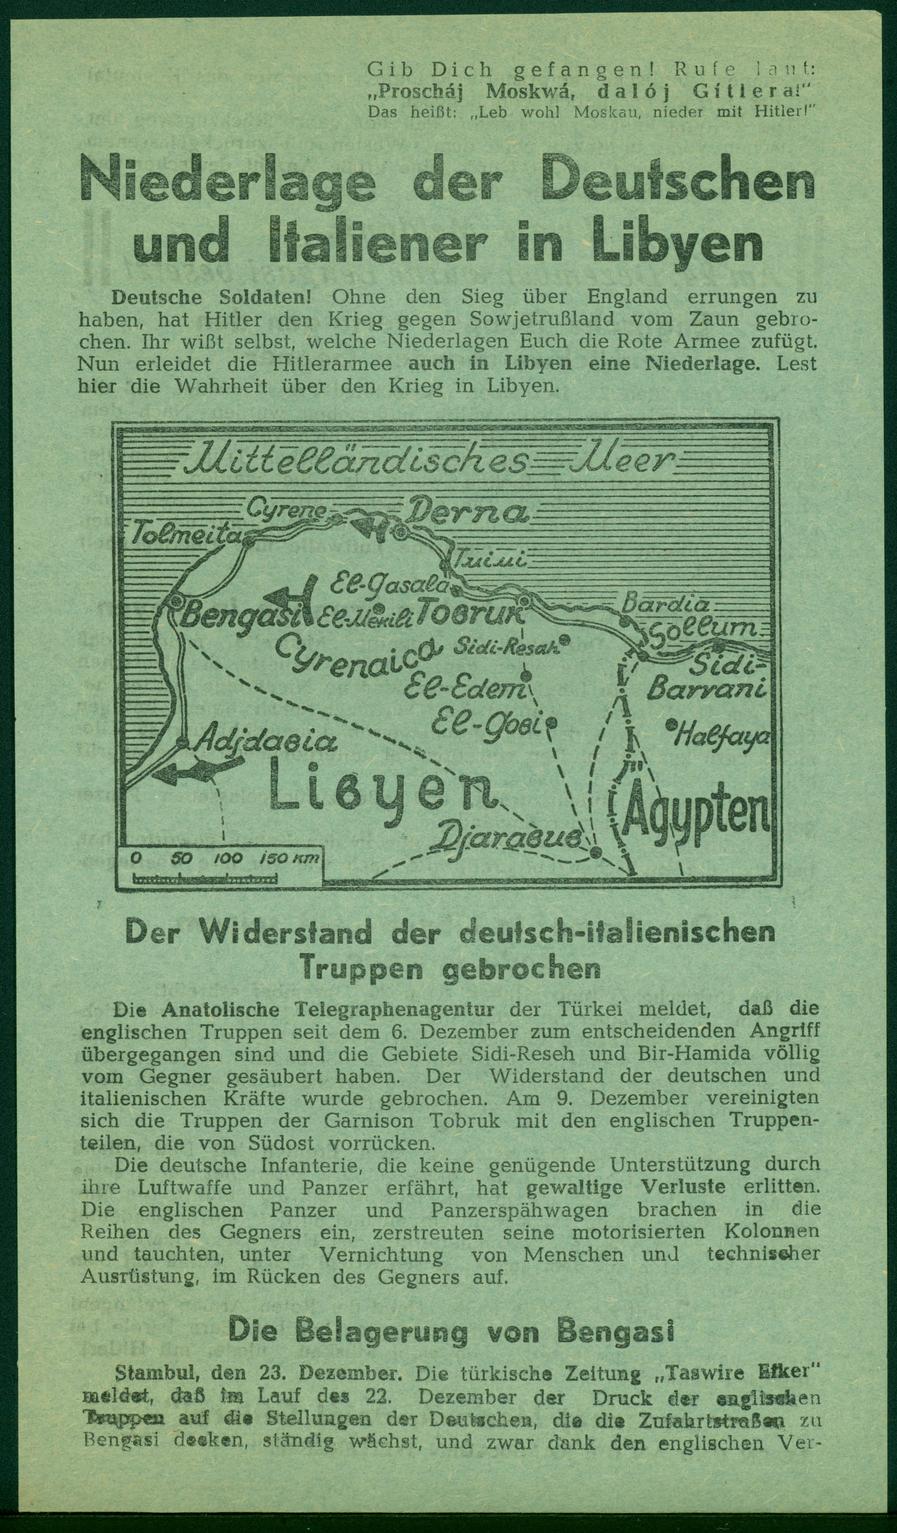 Gib Dich gefangen! Rufe laut:
„Proscháj Moskwá, dalój Gítlera!“
Das heißt: „Leb wohl Moskau, nieder mit Hitler!“
Niederlage der Deutschen
und Italiener in Libyen
Deutsche Soldaten! Ohne den Sieg über England errungen zu
haben, hat Hitler den Krieg gegen Sowjetrußland vom Zaun gebro-
chen. Ihr wißt selbst, welche Niederlagen Euch die Rote Armee zufügt.
Nun erleidet die Hitlerarmee auch in Libyen eine Niederlage. Lest
hier die Wahrheit über den Krieg in Libyen.
Mittelländisches Meer
Cyrene
Derna
Tolmeita
Tmimi
El-Gasala
Bengasi
El-Mekili
Tobruk
Bardia
Sollum
Cyrenaica
Sidi-Resah
Sidi-
Barrani
El-Edem
El-Gobi
Halfaya
Adjdabia
Libyen
Ägypten
Djarabub
0 50 100 150 KM
Der Widerstand der deutsch-italienischen
Truppen gebrochen
Die Anatolische Telegraphenagentur der Türkei meldet, daß die
englischen Truppen seit dem 6. Dezember zum entscheidenden Angriff
übergegangen sind und die Gebiete Sidi-Reseh und Bir-Hamida völlig
vom Gegner gesäubert haben. Der Widerstand der deutschen und
italienischen Kräfte wurde gebrochen. Am 9. Dezember vereinigten
sich die Truppen der Garnison Tobruk mit den englischen Truppen-
teilen, die von Südost vorrücken.
Die deutsche Infanterie, die keine genügende Unterstützung durch
ihre Luftwaffe und Panzer erfährt, hat gewaltige Verluste erlitten.
Die englischen Panzer und Panzerspähwagen brachen in die
Reihen des Gegners ein, zerstreuten seine motorisierten Kolonnen
und tauchten, unter Vernichtung von Menschen und technischer
Ausrüstung, im Rücken des Gegners auf.
Die Belagerung von Bengasi
Stambul, den 23. Dezember. Die türkische Zeitung „Taswire Efker“
meldet, daß im Lauf des 22. Dezember der Druck der englischen
Truppen auf die Stellungen der Deutschen, die die Zufahrtstraßen zu
Bengasi decken, ständig wächst, und zwar dank den englischen Ver-